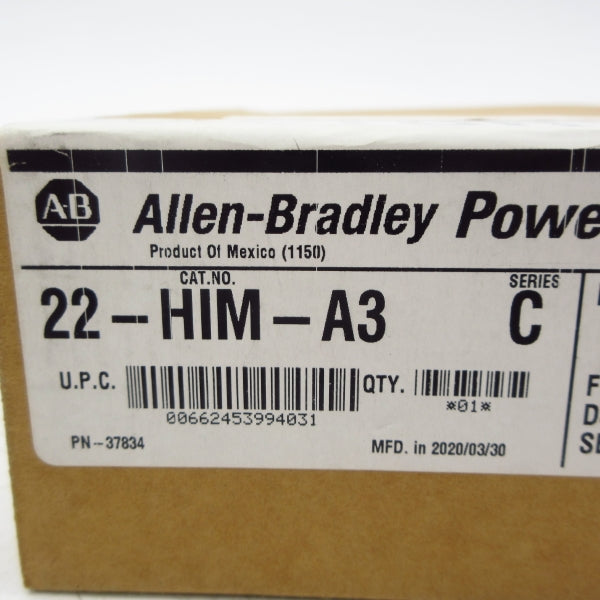 A-B Allen-Bradley Powe
Product Of Mexico (1150)
CAT.NO. SERIES
22-HIM-A3 C
U.P.C. QTY.
00662453994031 *01*
PN-37834 MFD. in 2020/03/30
F
D
SE